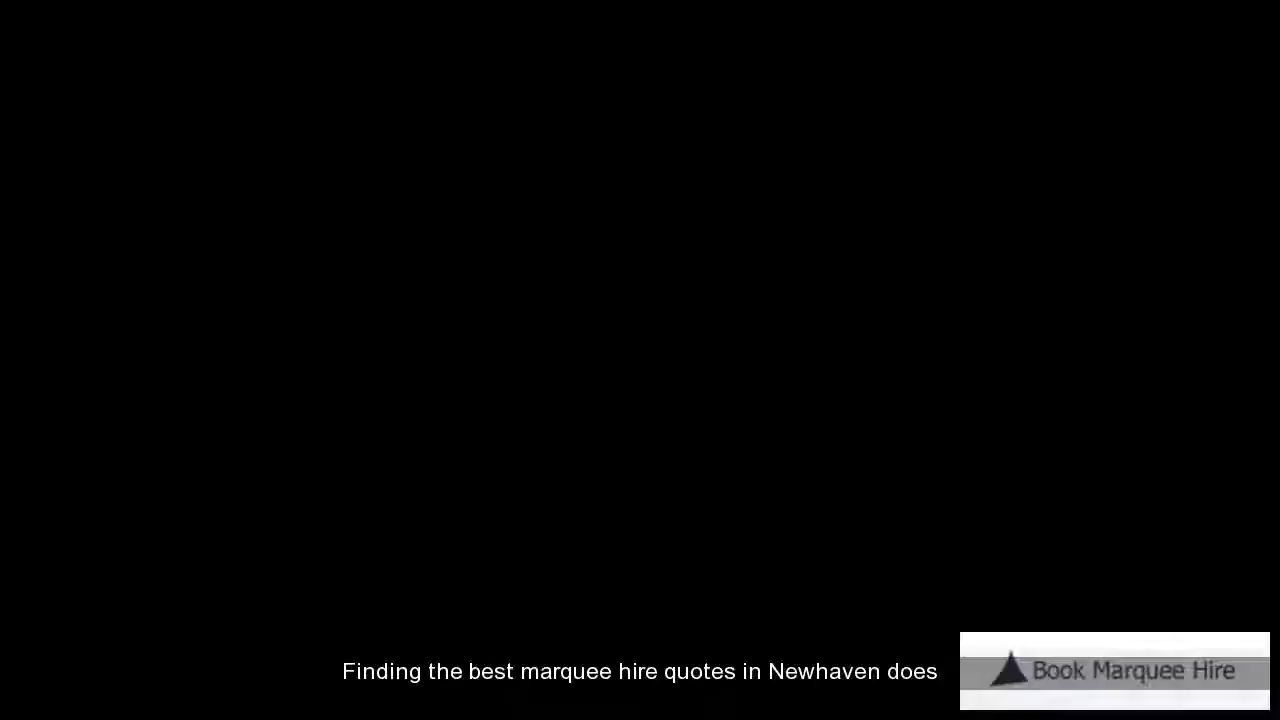 Finding the best marquee hire quotes in Newhaven does
Book Marquee Hire